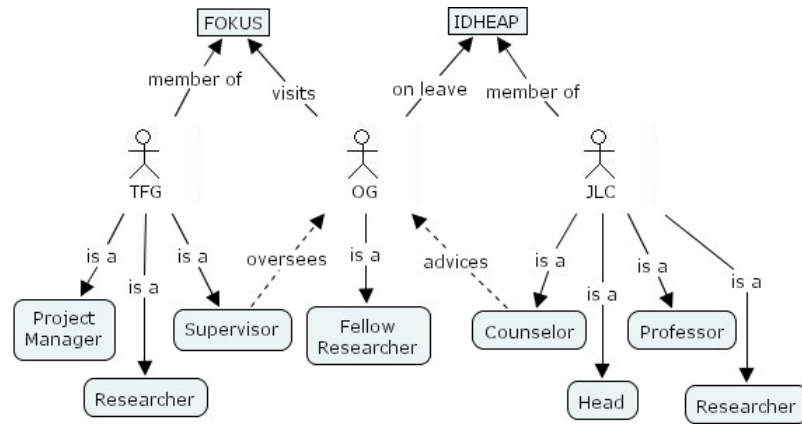 FOKUS
IDHEAP
member of
visits
on leave
member of
TFG
OG
JLC
is a
is a
is a
oversees
is a
advices
is a
is a
is a
is a
Project
Manager
Supervisor
Fellow
Researcher
Counselor
Professor
Researcher
Head
Researcher